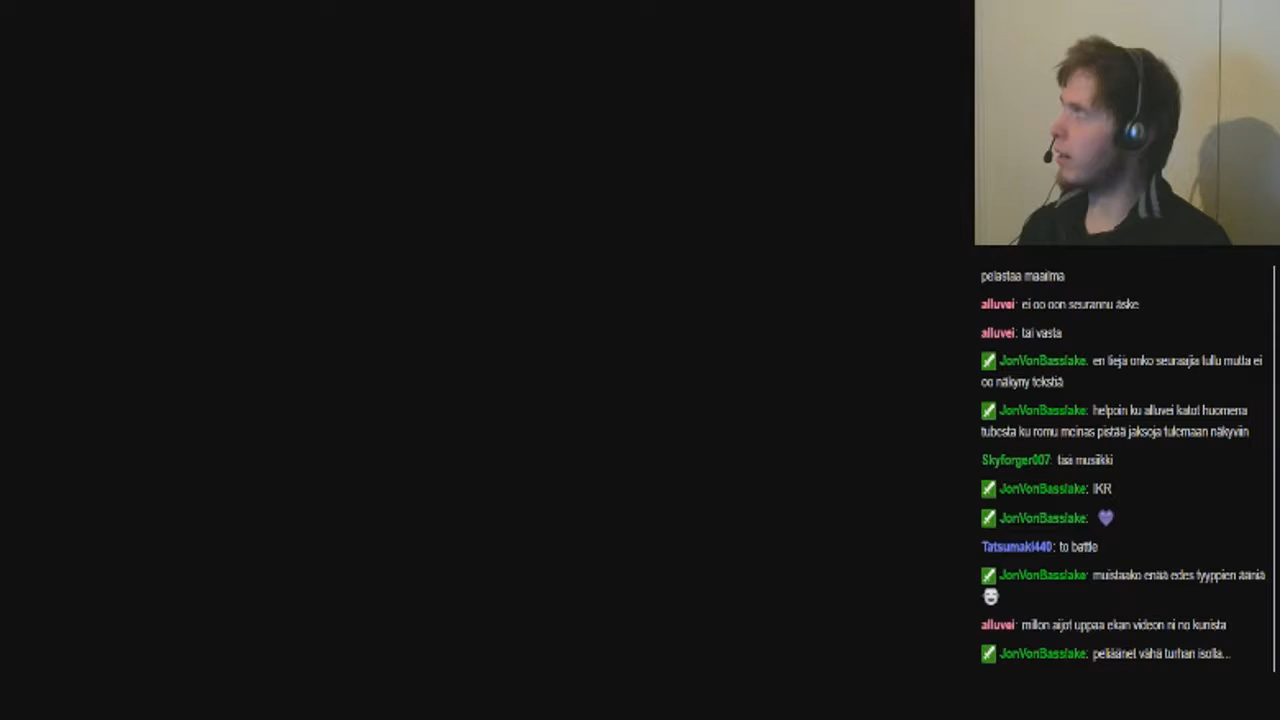 pelastaa maailma
alluvei: ei oo oon seurannu äske
alluvei: tai vasta
JonVonBasslake: en tiejä onko seuraajia tullu mutta ei
oo näkyny tekstiä
JonVonBasslake: helpoin ku alluvei katot huomena
tubesta ku romu meinas pistää jaksoja tulemaan näkyviin
Skyforger007: tää musiikki
JonVonBasslake: IKR
JonVonBasslake:
Tatsumaki440: to battle
JonVonBasslake: muistaako enää edes tyyppien ääniä
alluvei: millon aijot uppaa ekan videon ni no kunista
JonVonBasslake: peliäänet vähä turhan isolla...